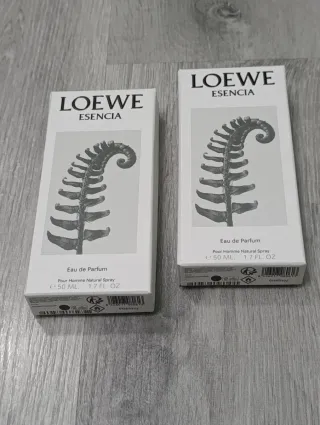 LOEWE
ESENCIA
Eau de Parfum
Pour Homme Natural Spray
50 ML 1.7 FL OZ
LOEWE
ESENCIA
Eau de Parfum
Pour Homme Natural Spray
50 ML 1.7 FL OZ